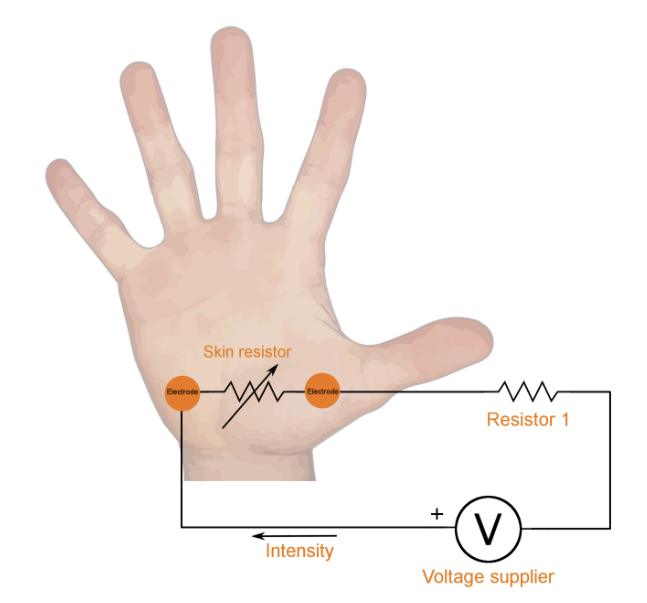 Skin resistor
Electrode
Electrode
Resistor 1
+
V
Intensity
Voltage supplier